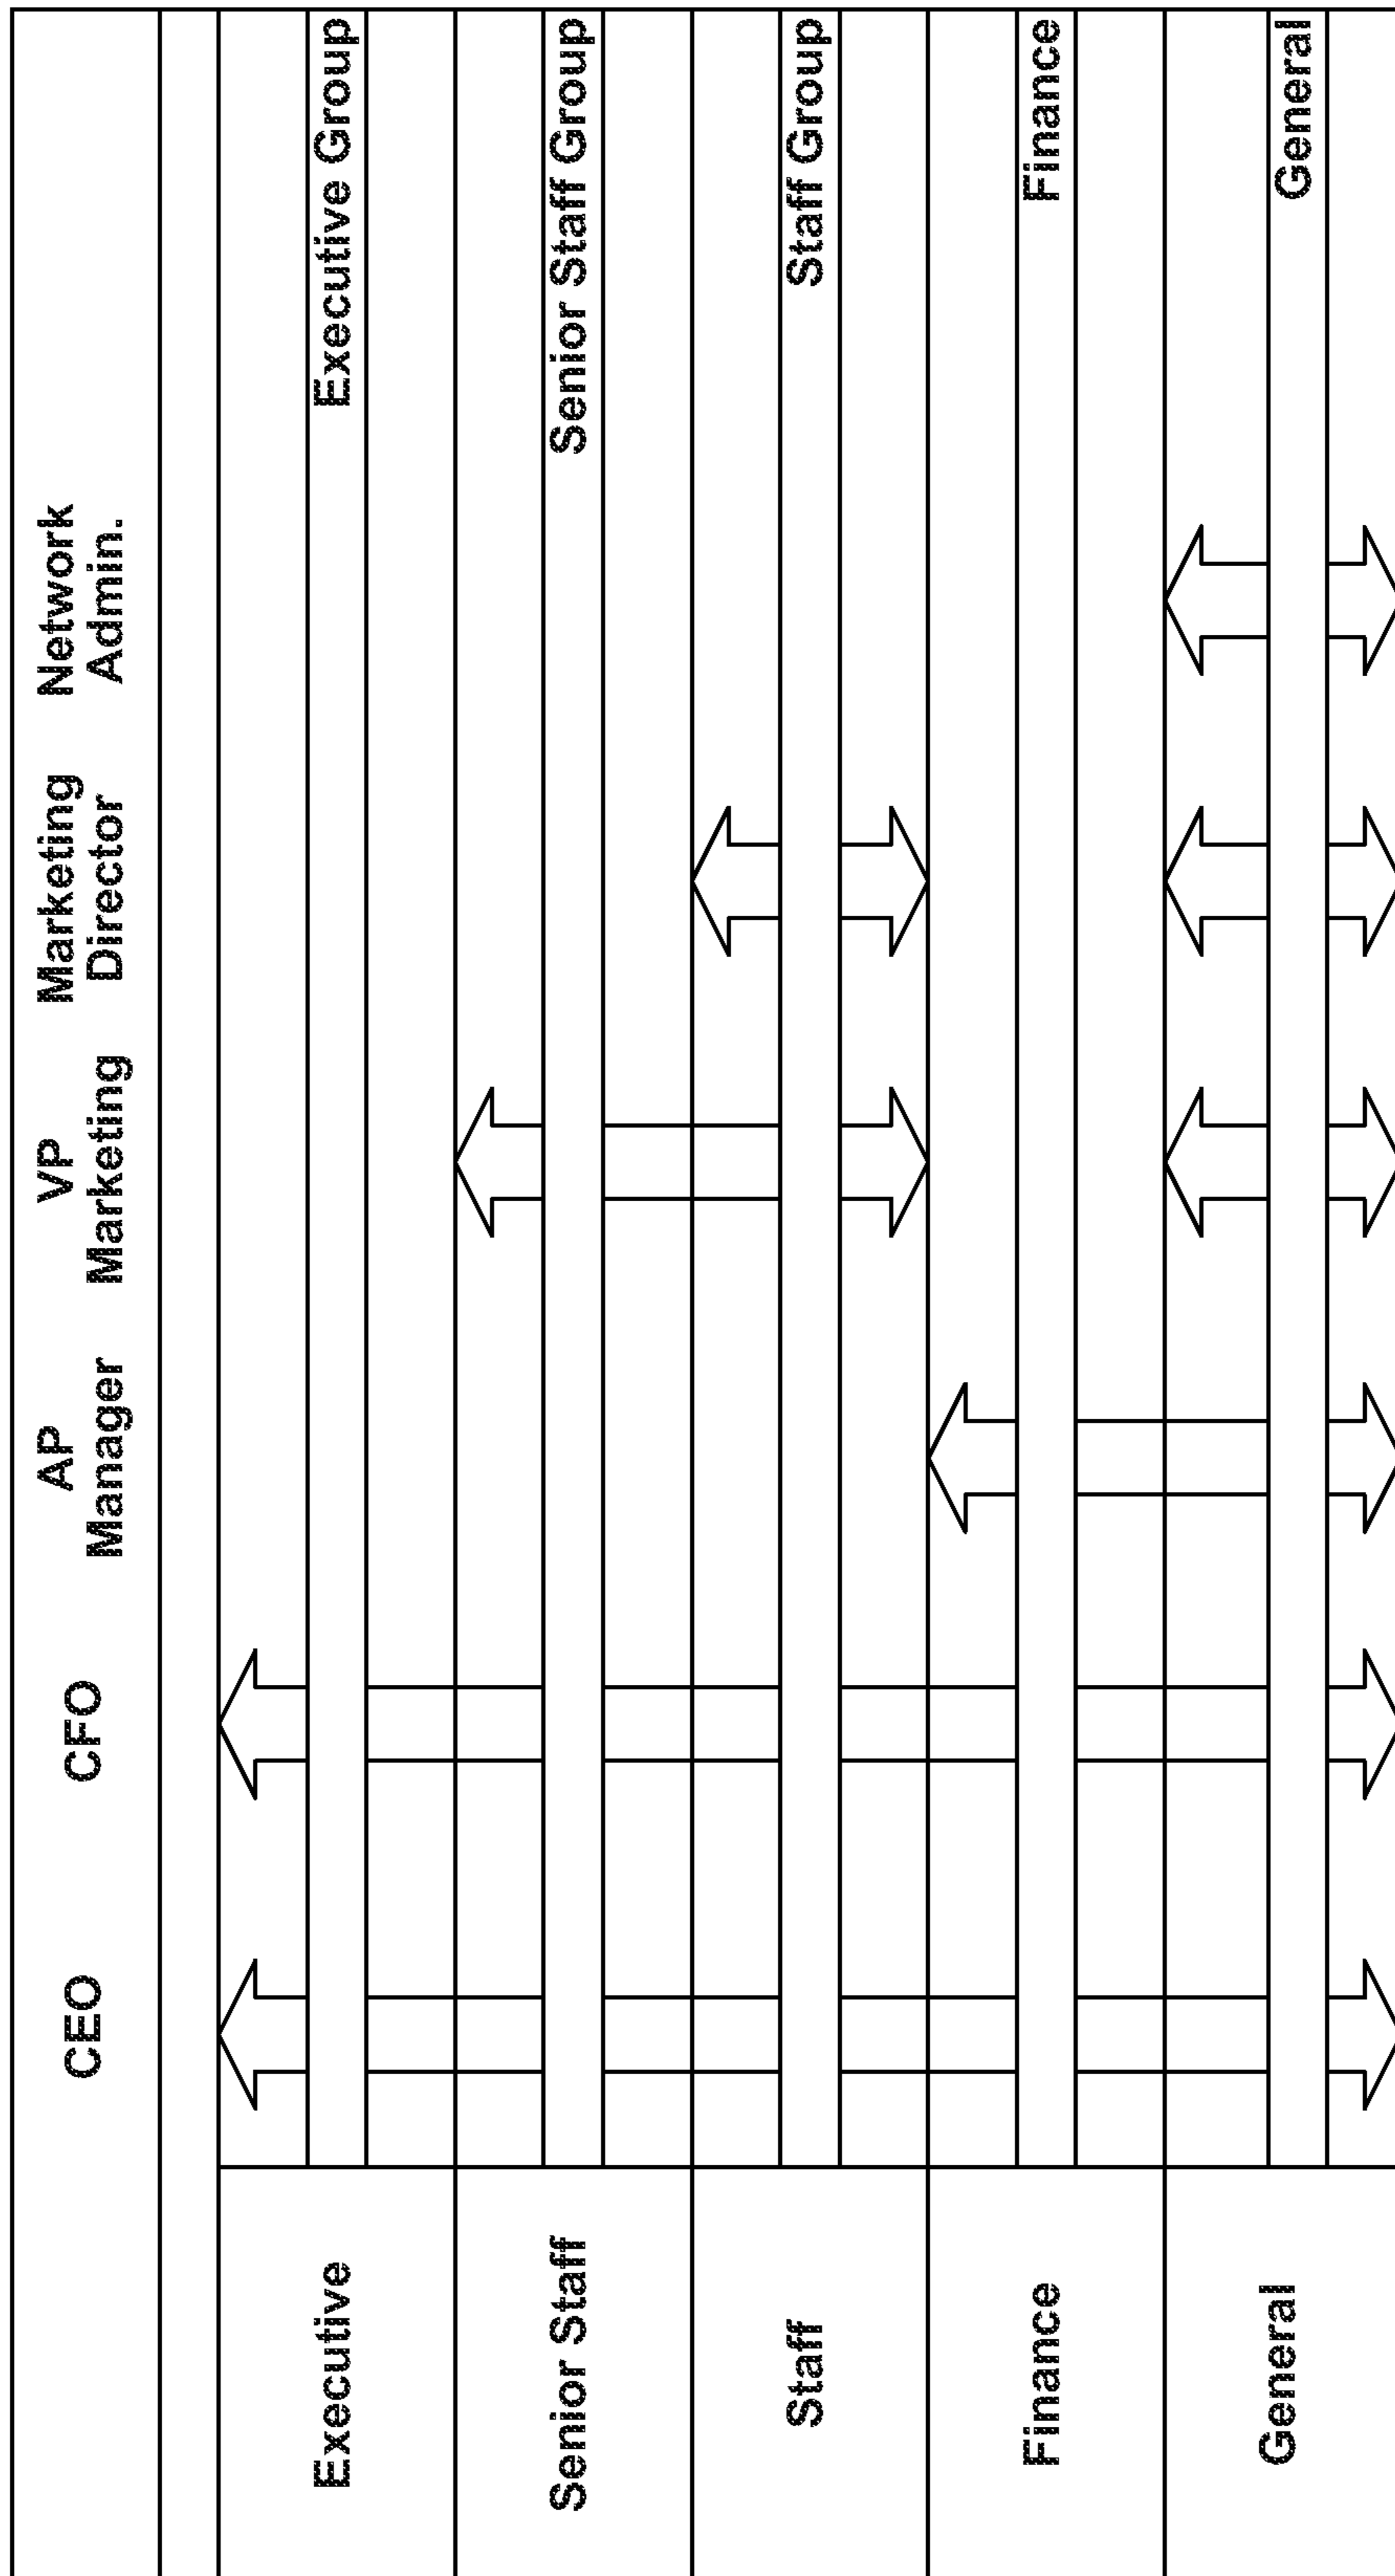 CEO
CFO
AP
Manager
VP
Marketing
Marketing
Director
Network
Admin.
Executive
Executive Group
Senior Staff
Senior Staff Group
Staff
Staff Group
Finance
Finance
General
General